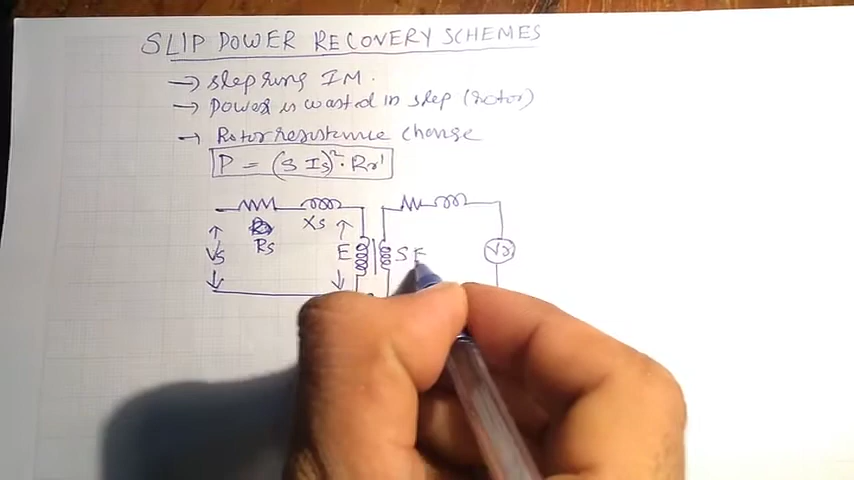 SLIP POWER RECOVERY SCHEMES
→ slip ring IM.
→ Power is wasted in slip (rotor)
→ Rotor resistance change
P = (S Is)². Rr'
Rs Xs
Vs E S E Vr